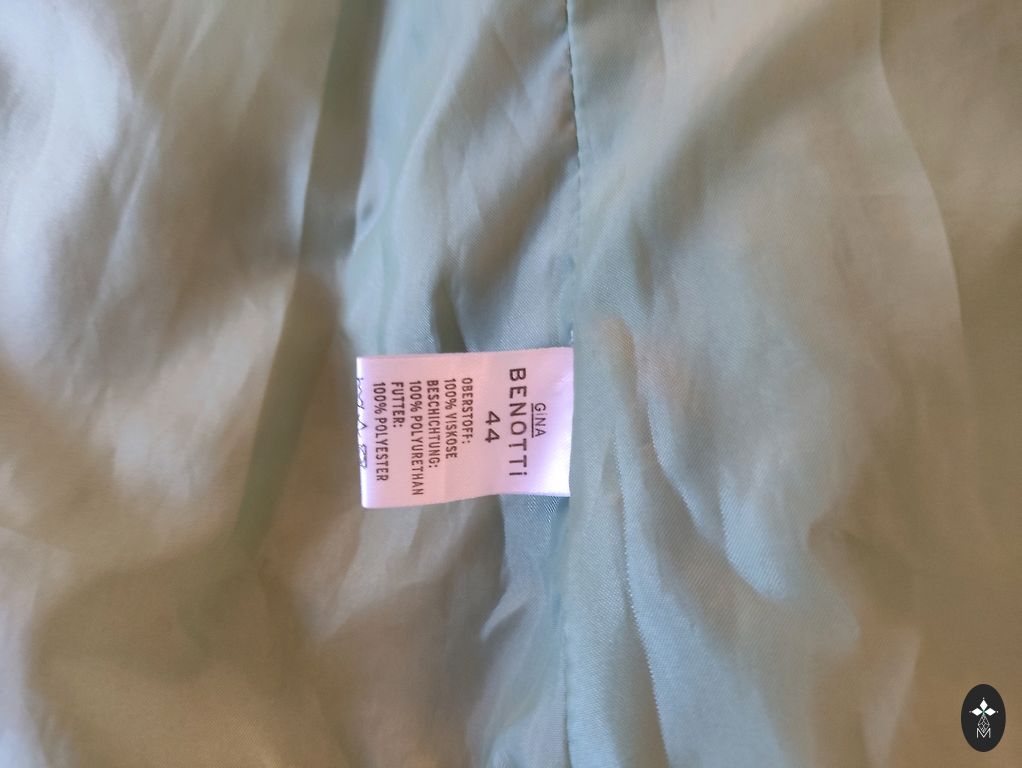 GiNA
BENOTTi
44
OBERSTOFF:
100% VISKOSE
BESCHICHTUNG:
100% POLYURETHAN
FUTTER:
100% POLYESTER
M